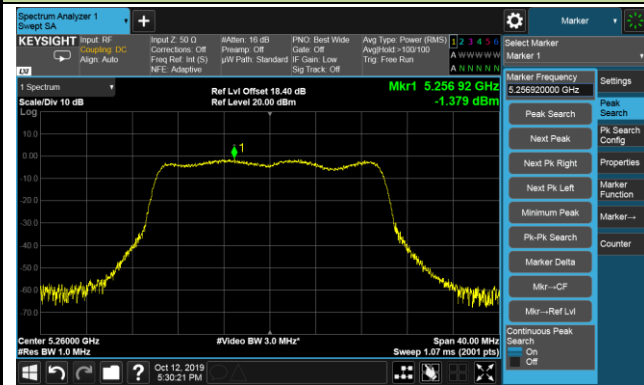 Spectrum Analyzer 1
Swept SA
Marker
KEYSIGHT
Input: RF
Coupling: DC
Align: Auto
Input Z: 50 Ω
Corrections: Off
Freq Ref: Int (S)
NFE: Adaptive
#Atten: 16 dB
Preamp: Off
µW Path: Standard
PNO: Best Wide
Gate: Off
IF Gain: Low
Sig Track: Off
Avg Type: Power (RMS)
Avg|Hold:>100/100
Trig: Free Run
1 2 3 4 5 6
A W W W W W
A N N N N N
LXI
Select Marker
Marker 1
1 Spectrum
Scale/Div 10 dB
Log
Ref Lvl Offset 18.40 dB
Ref Level 20.00 dBm
Mkr1 5.256 92 GHz
-1.379 dBm
10.0
0.00
-10.0
-20.0
-30.0
-40.0
-50.0
-60.0
-70.0
1
Center 5.26000 GHz
#Res BW 1.0 MHz
#Video BW 3.0 MHz*
Span 40.00 MHz
Sweep 1.07 ms (2001 pts)
Marker Frequency
5.256920000 GHz
Peak Search
Next Peak
Next Pk Right
Next Pk Left
Minimum Peak
Pk-Pk Search
Marker Delta
Mkr→CF
Mkr→Ref Lvl
Continuous Peak
Search
On
Off
Settings
Peak
Search
Pk Search
Config
Properties
Marker
Function
Marker→
Counter
Oct 12, 2019
5:30:21 PM